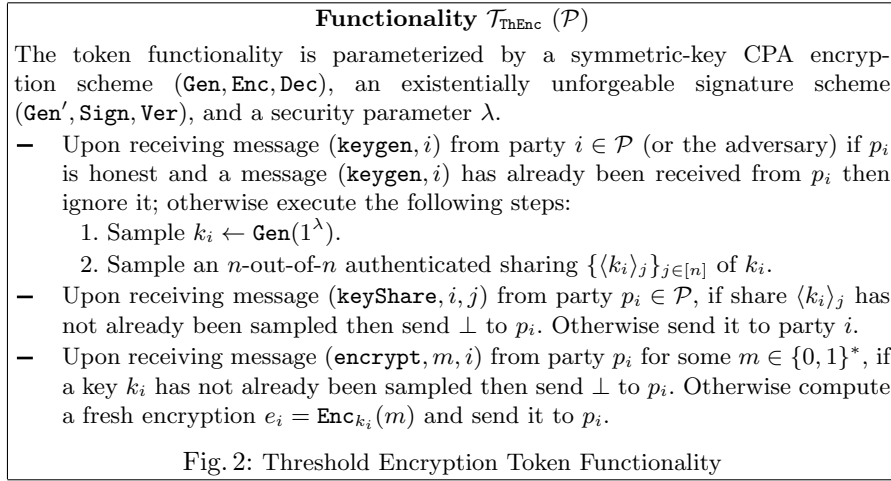 Functionality 𝒯ThEnc (𝒫)
The token functionality is parameterized by a symmetric-key CPA encryp-
tion scheme (Gen, Enc, Dec), an existentially unforgeable signature scheme
(Gen′, Sign, Ver), and a security parameter λ.
– Upon receiving message (keygen, i) from party i ∈ 𝒫 (or the adversary) if pᵢ
is honest and a message (keygen, i) has already been received from pᵢ then
ignore it; otherwise execute the following steps:
1. Sample kᵢ ← Gen(1^λ).
2. Sample an n-out-of-n authenticated sharing {⟨kᵢ⟩ⱼ}ⱼ∈[n] of kᵢ.
– Upon receiving message (keyShare, i, j) from party pᵢ ∈ 𝒫, if share ⟨kᵢ⟩ⱼ has
not already been sampled then send ⊥ to pᵢ. Otherwise send it to party i.
– Upon receiving message (encrypt, m, i) from party pᵢ for some m ∈ {0, 1}*, if
a key kᵢ has not already been sampled then send ⊥ to pᵢ. Otherwise compute
a fresh encryption eᵢ = Enc_kᵢ(m) and send it to pᵢ.
Fig. 2: Threshold Encryption Token Functionality